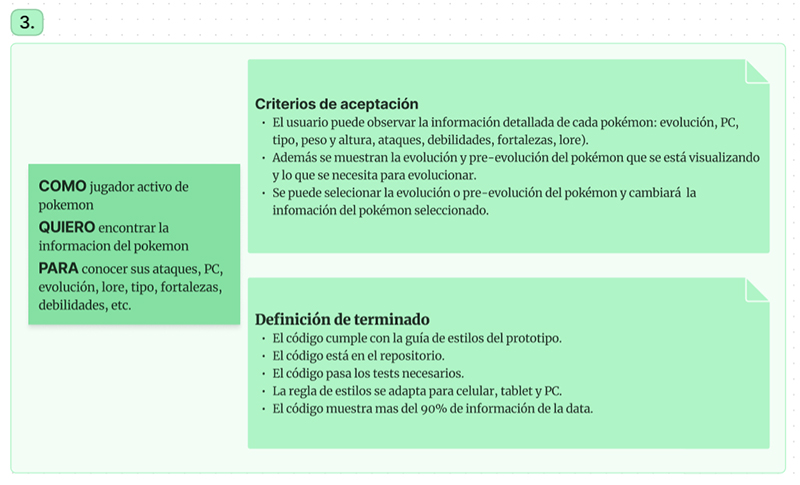 3.
COMO jugador activo de
pokemon
QUIERO encontrar la
informacion del pokemon
PARA conocer sus ataques, PC,
evolución, lore, tipo, fortalezas,
debilidades, etc.
Criterios de aceptación
• El usuario puede observar la información detallada de cada pokémon: evolución, PC,
tipo, peso y altura, ataques, debilidades, fortalezas, lore).
• Además se muestran la evolución y pre-evolución del pokémon que se está visualizando
y lo que se necesita para evolucionar.
• Se puede selecionar la evolución o pre-evolución del pokémon y cambiará la
infomación del pokémon seleccionado.
Definición de terminado
• El código cumple con la guía de estilos del prototipo.
• El código está en el repositorio.
• El código pasa los tests necesarios.
• La regla de estilos se adapta para celular, tablet y PC.
• El código muestra mas del 90% de información de la data.